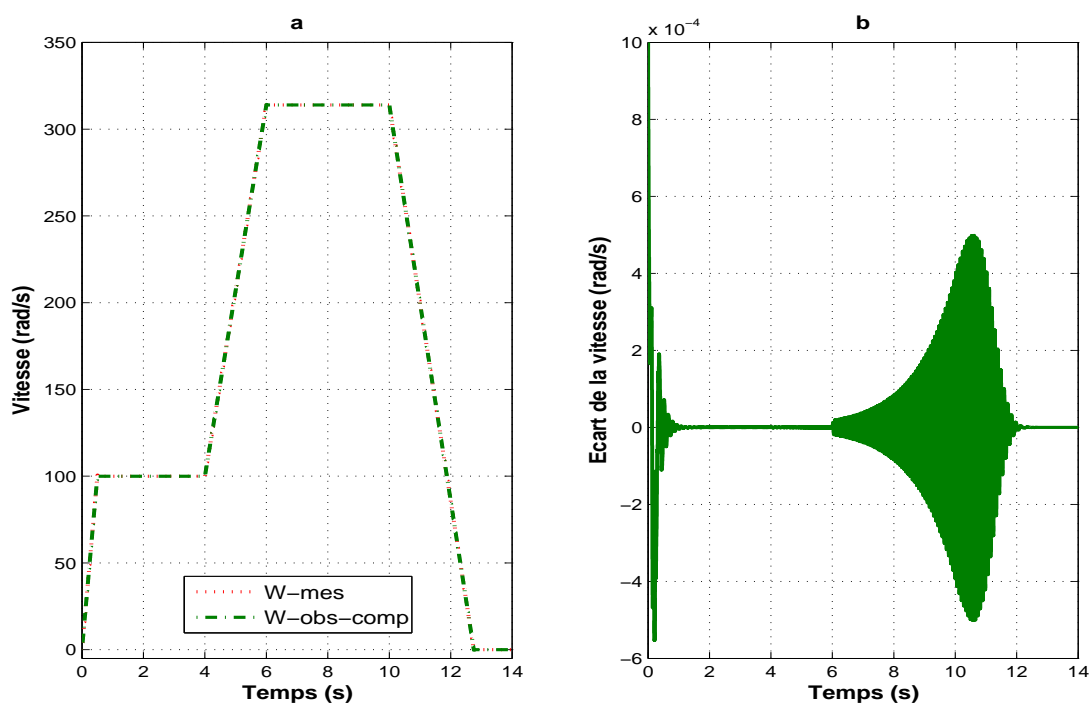 a
350
300
250
200
150
100
50
0
0 2 4 6 8 10 12 14
Vitesse (rad/s)
Temps (s)
W-mes
W-obs-comp
b
x 10⁻⁴
10
8
6
4
2
0
−2
−4
−6
0 2 4 6 8 10 12 14
Ecart de la vitesse (rad/s)
Temps (s)